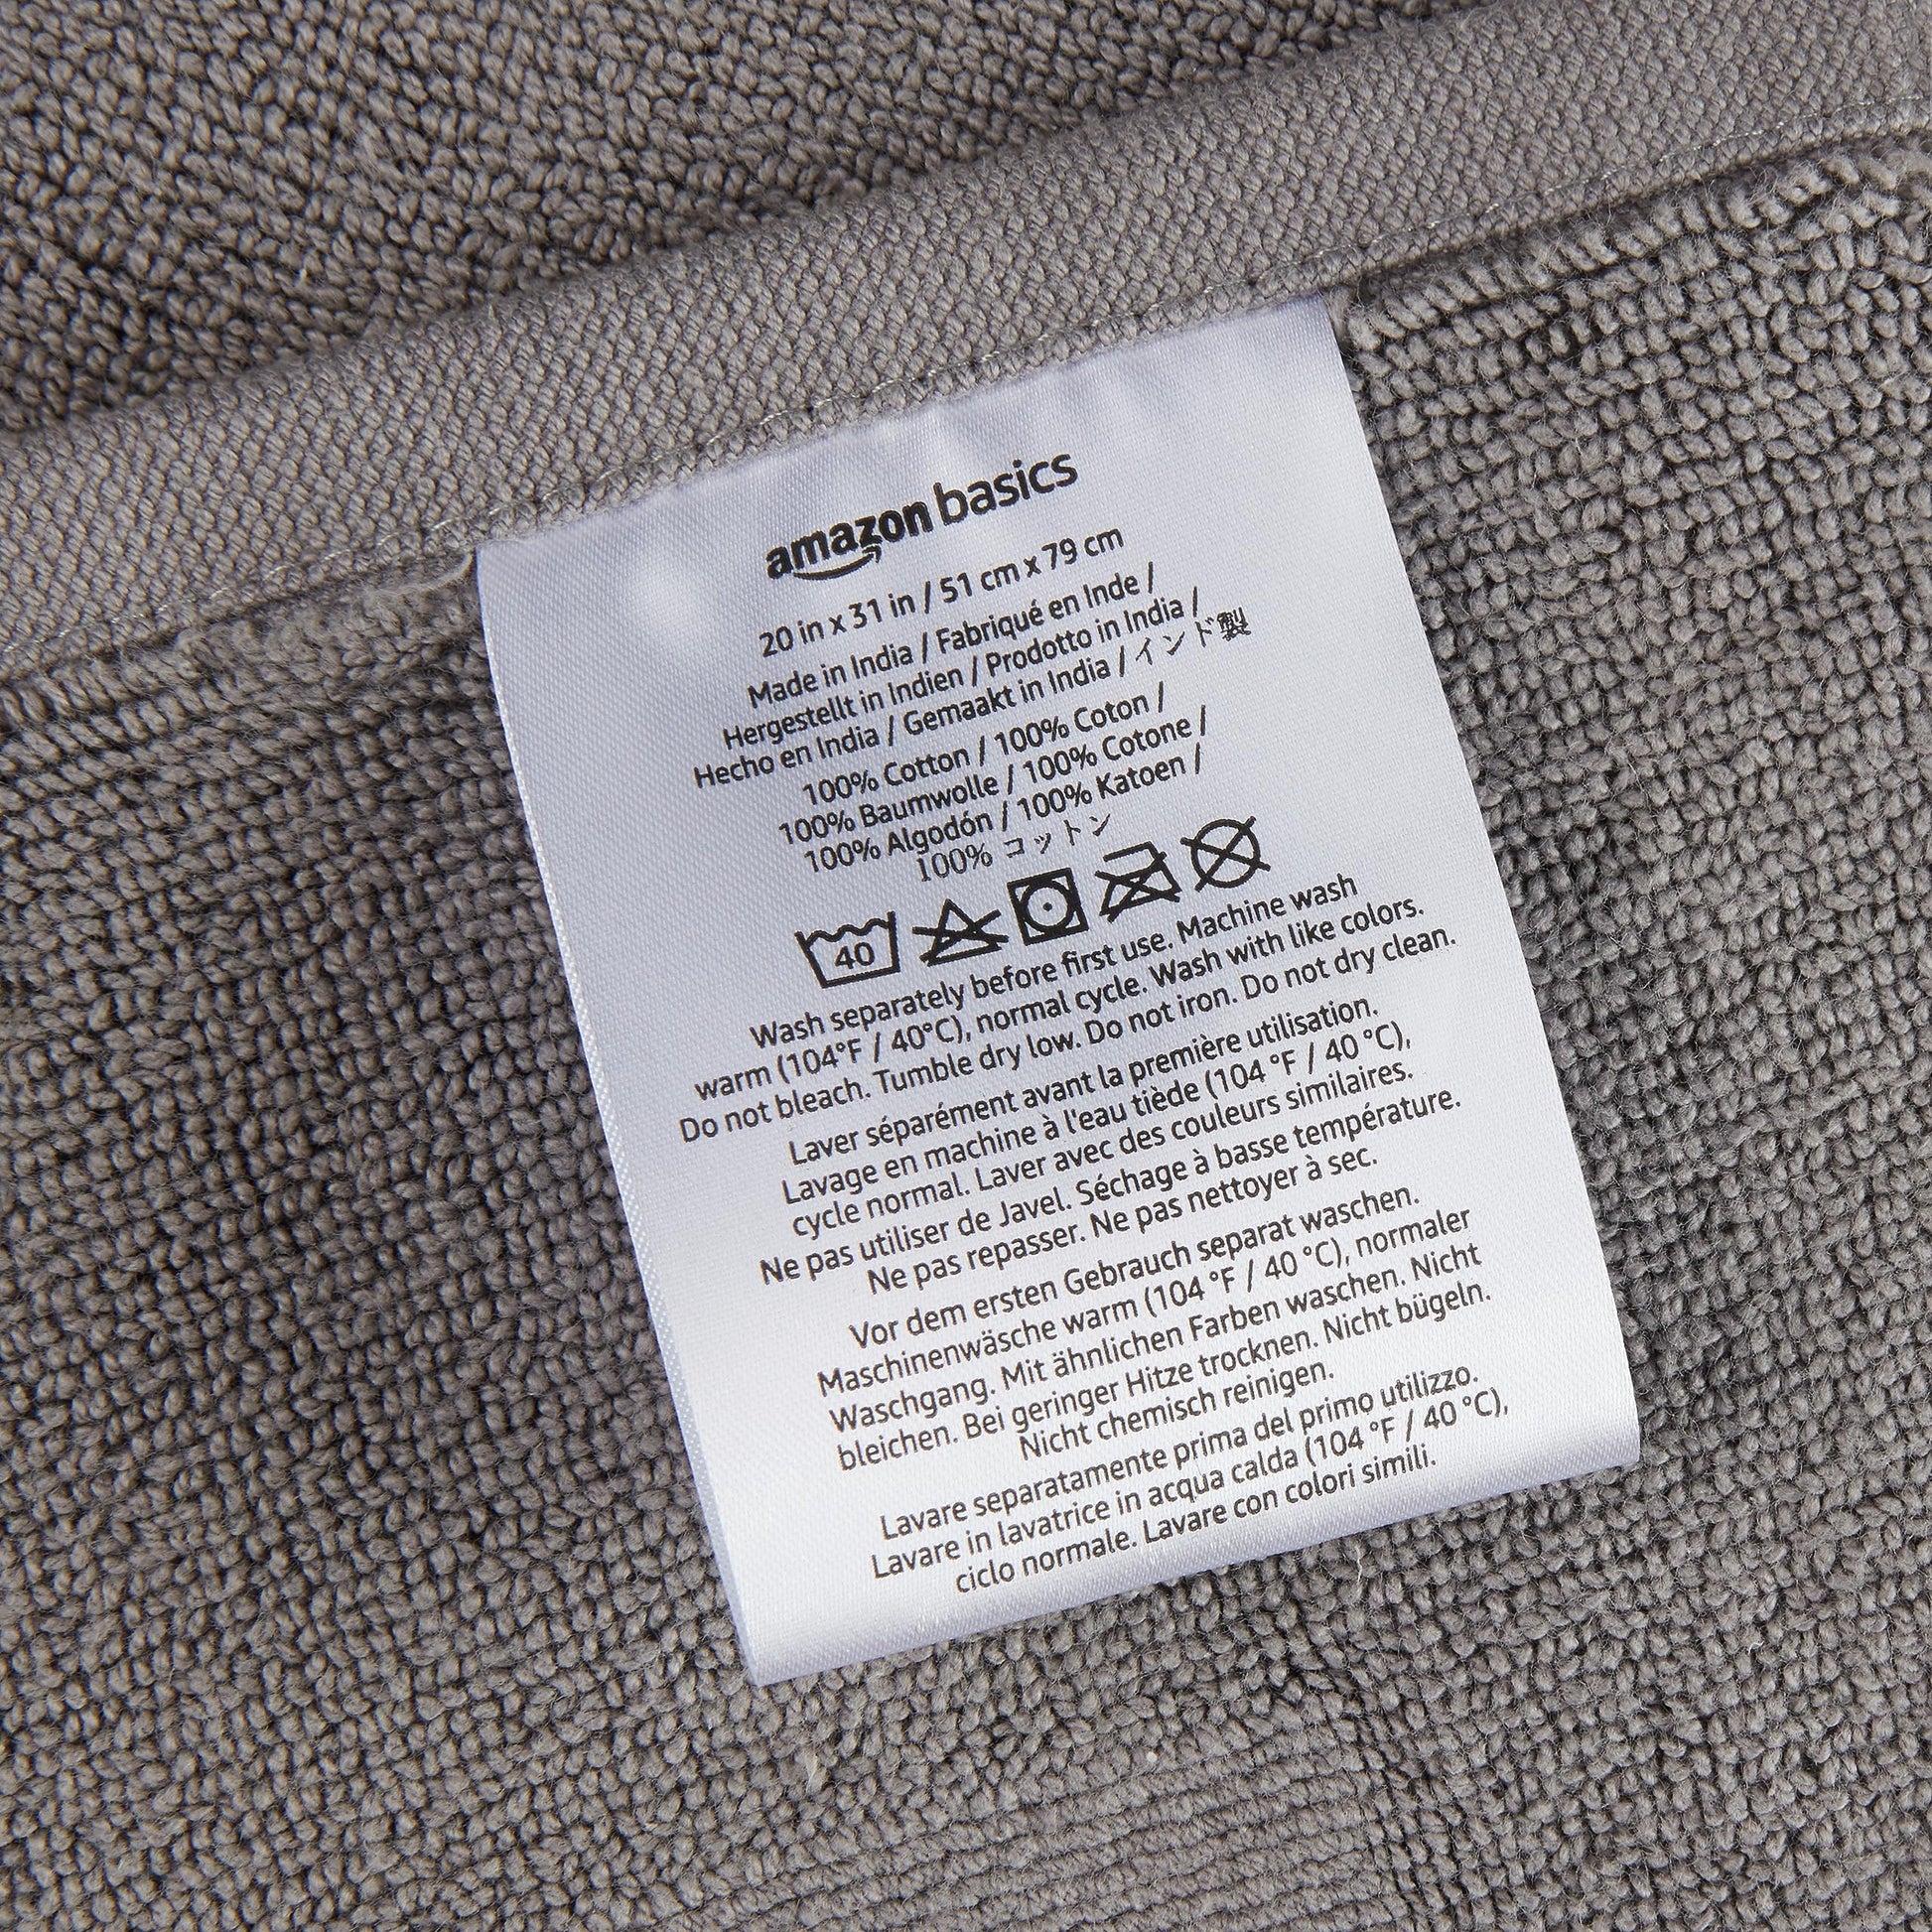 amazon basics
20 in x 31 in / 51 cm x 79 cm
Made in India / Fabriqué en Inde /
Hergestellt in Indien / Prodotto in India /
Hecho en India / Gemaakt in India / インド製
100% Cotton / 100% Coton /
100% Baumwolle / 100% Cotone /
100% Algodón / 100% Katoen /
100% コットン
40
Wash separately before first use. Machine wash
warm (104°F / 40°C), normal cycle. Wash with like colors.
Do not bleach. Tumble dry low. Do not iron. Do not dry clean.
Laver séparément avant la première utilisation.
Lavage en machine à l'eau tiède (104 °F / 40 °C),
cycle normal. Laver avec des couleurs similaires.
Ne pas utiliser de Javel. Séchage à basse température.
Ne pas repasser. Ne pas nettoyer à sec.
Vor dem ersten Gebrauch separat waschen.
Maschinenwäsche warm (104 °F / 40 °C), normaler
Waschgang. Mit ähnlichen Farben waschen. Nicht
bleichen. Bei geringer Hitze trocknen. Nicht bügeln.
Nicht chemisch reinigen.
Lavare separatamente prima del primo utilizzo.
Lavare in lavatrice in acqua calda (104 °F / 40 °C),
ciclo normale. Lavare con colori simili.